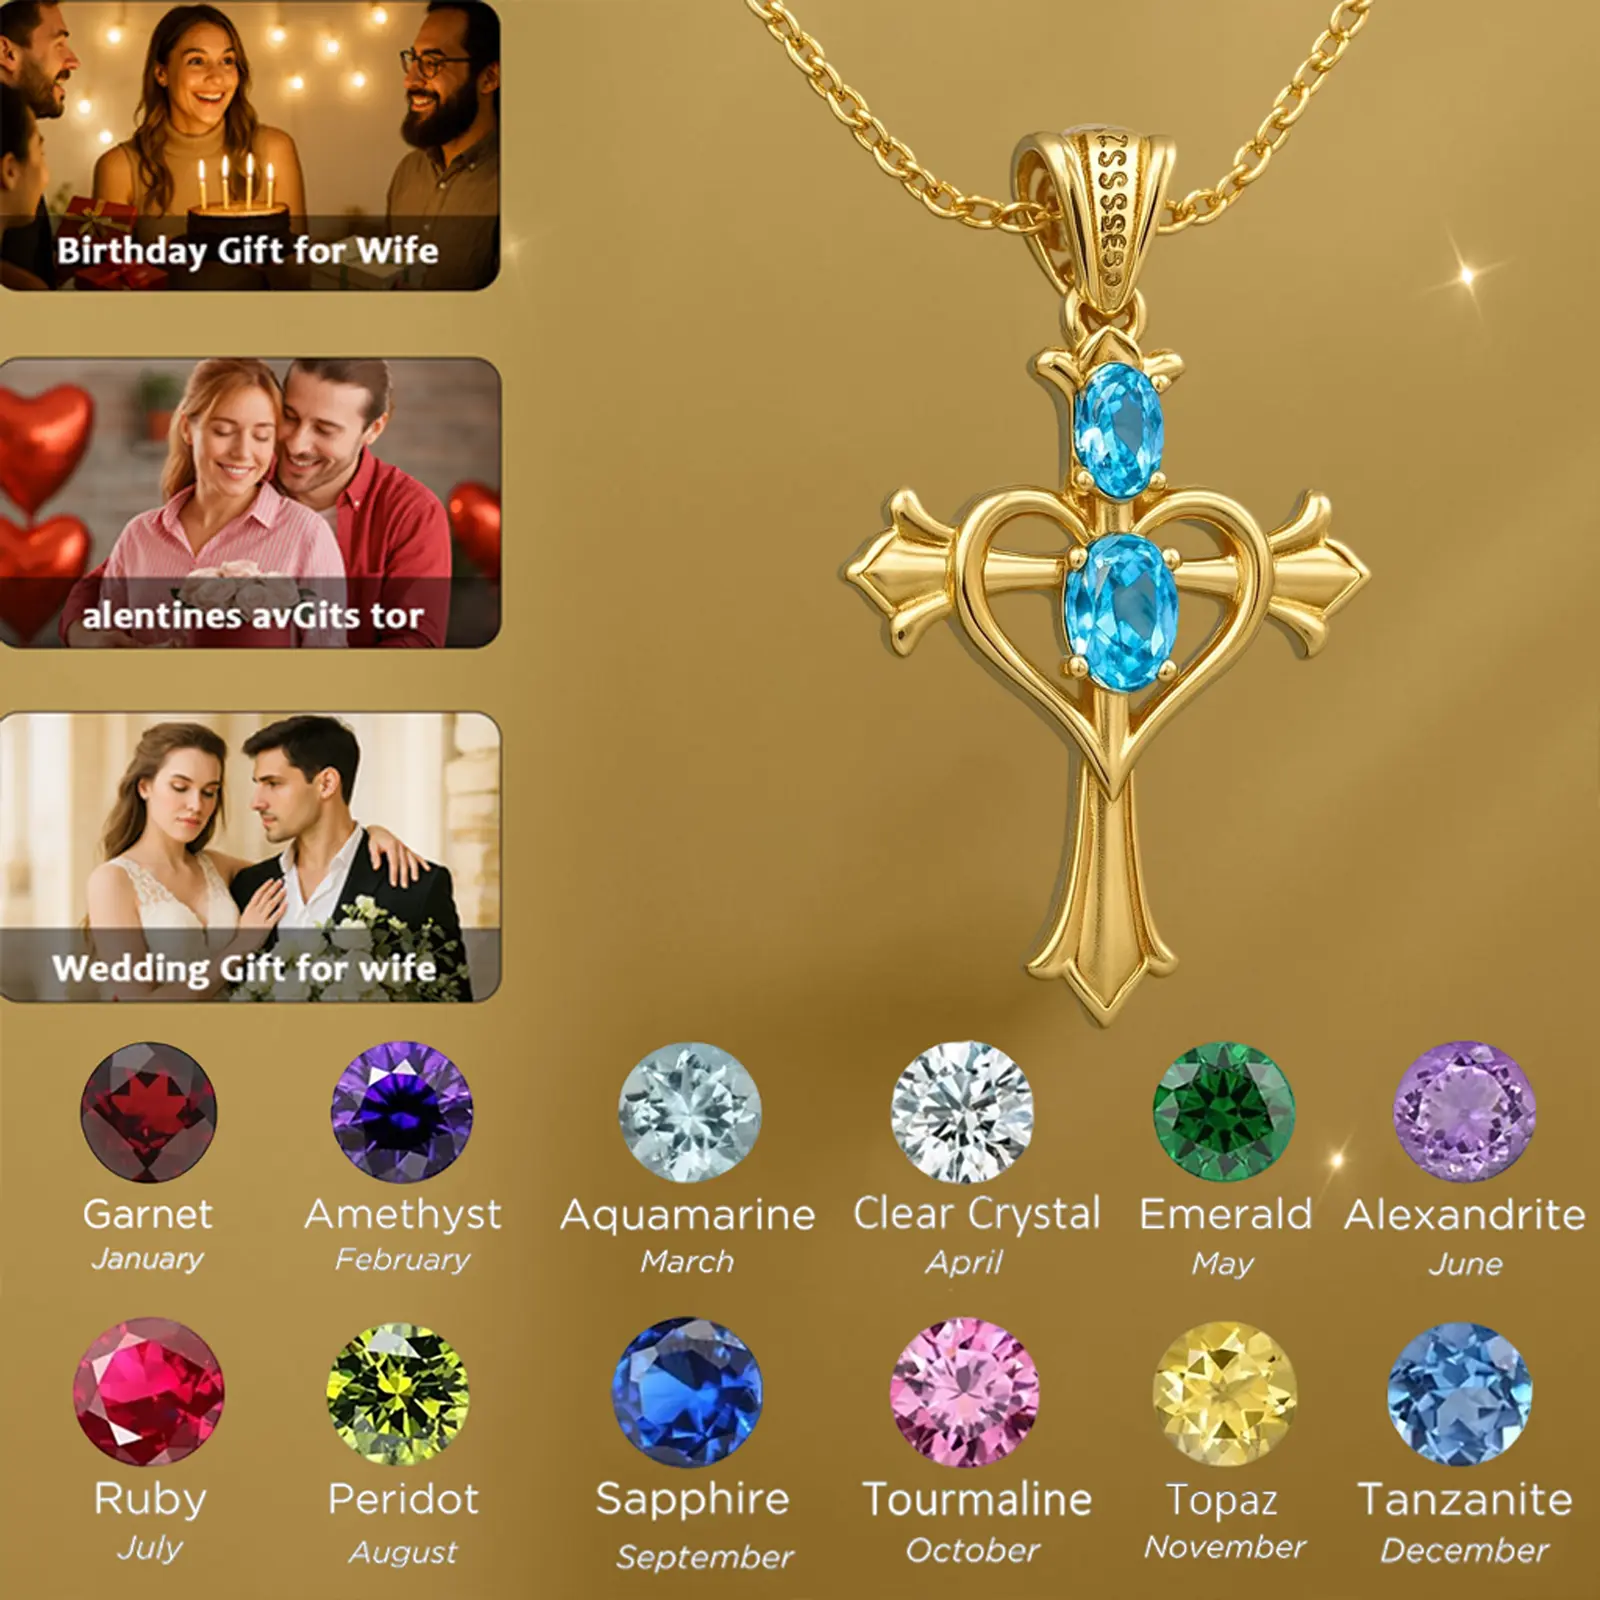 Birthday Gift for Wife
alentines avGits tor
Wedding Gift for wife
Garnet Amethyst Aquamarine Clear Crystal Emerald Alexandrite
January February March April May June
Ruby Peridot Sapphire Tourmaline Topaz Tanzanite
July August September October November December